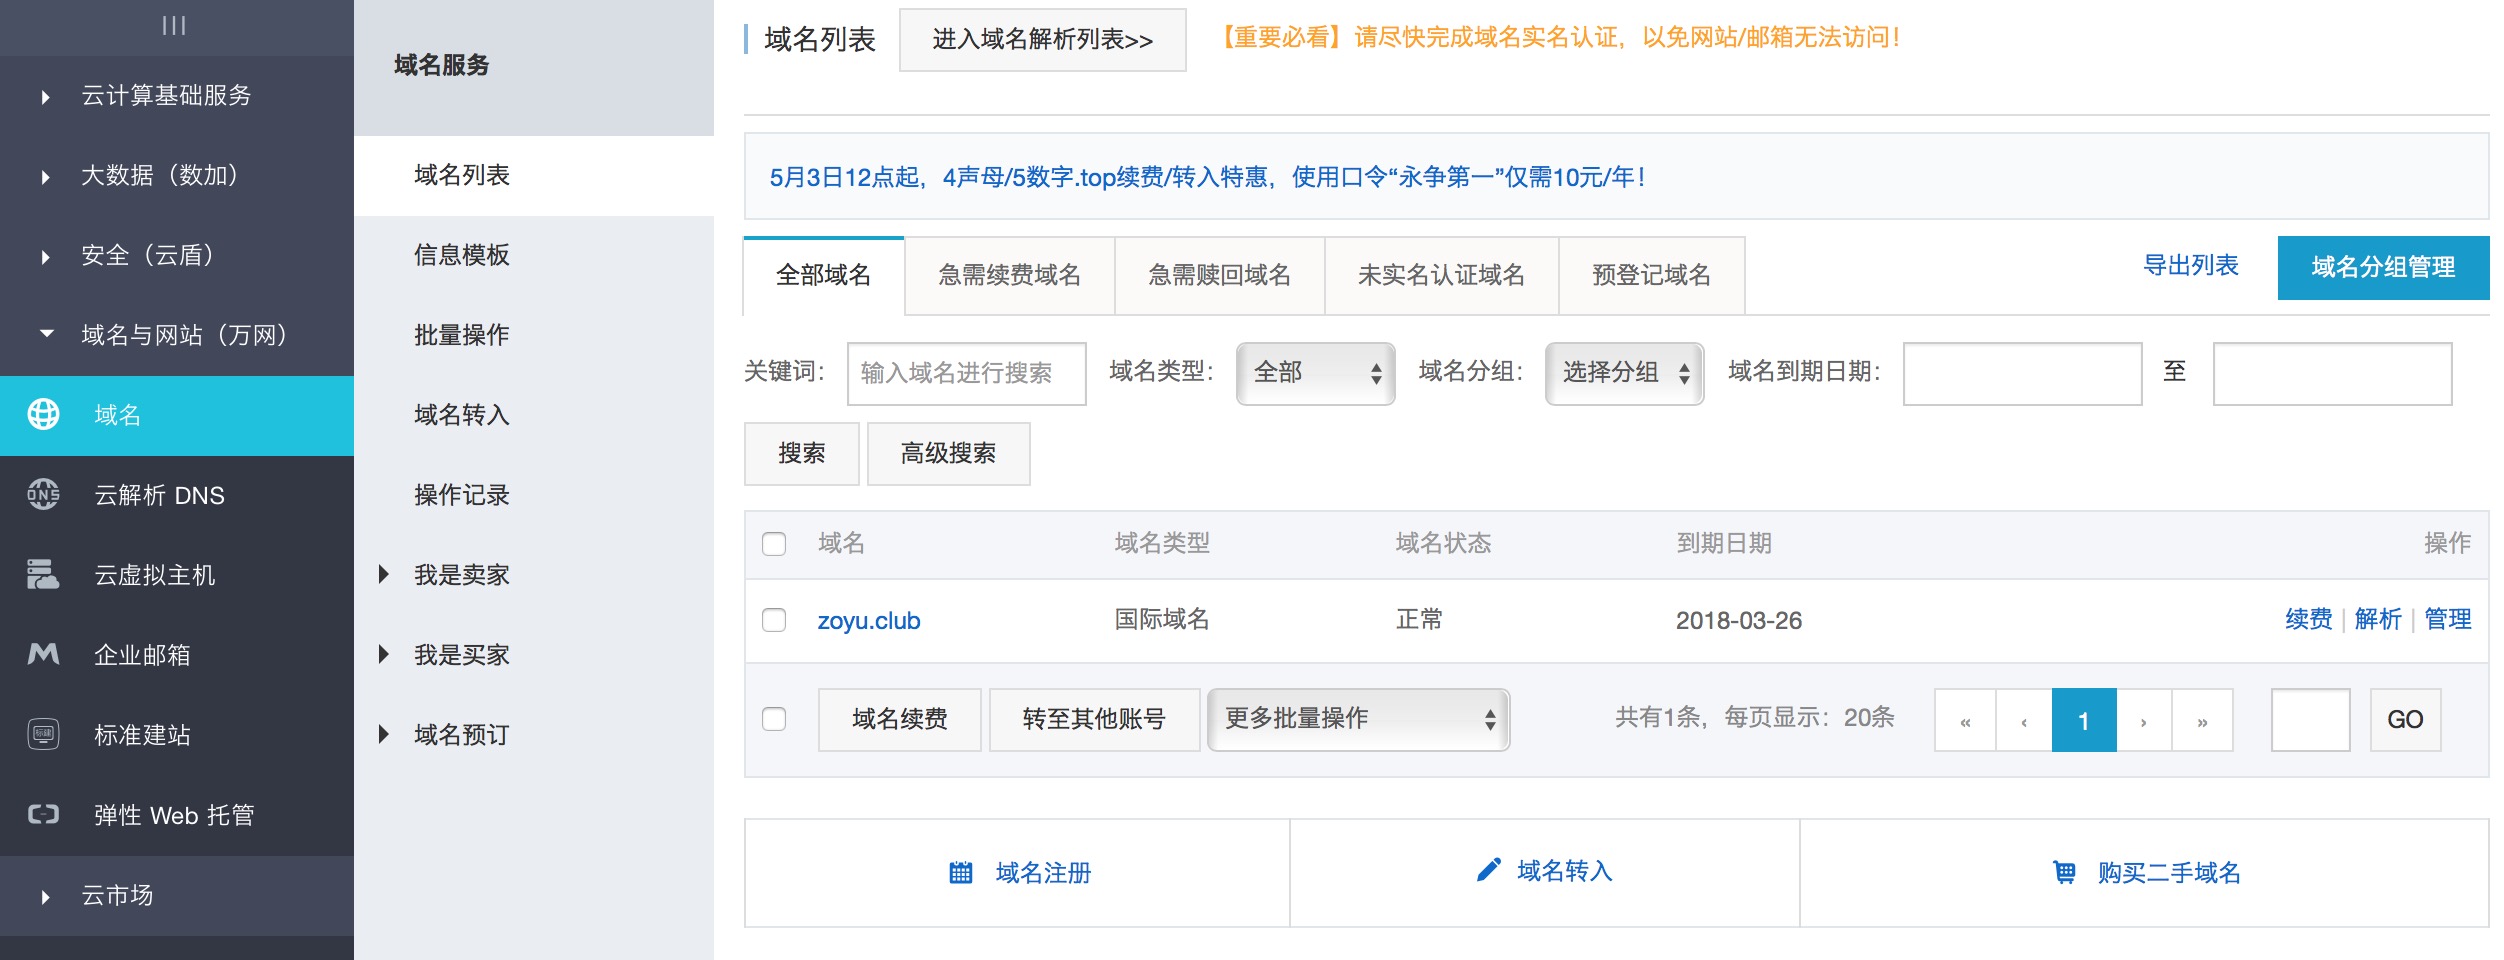 云计算基础服务
大数据（数加）
安全（云盾）
域名与网站（万网）
域名
云解析 DNS
云虚拟主机
企业邮箱
标准建站
弹性 Web 托管
云市场
域名服务
域名列表
信息模板
批量操作
域名转入
操作记录
我是卖家
我是买家
域名预订
域名列表 进入域名解析列表>> 【重要必看】请尽快完成域名实名认证，以免网站/邮箱无法访问！
5月3日12点起，4声母/5数字.top续费/转入特惠，使用口令“永争第一”仅需10元/年！
全部域名 急需续费域名 急需赎回域名 未实名认证域名 预登记域名 导出列表 域名分组管理
关键词： 输入域名进行搜索 域名类型： 全部 域名分组： 选择分组 域名到期日期： 至
搜索 高级搜索
域名 域名类型 域名状态 到期日期 操作
zoyu.club 国际域名 正常 2018-03-26 续费 | 解析 | 管理
域名续费 转至其他账号 更多批量操作 共有1条，每页显示：20条 « ‹ 1 › » GO
域名注册 域名转入 购买二手域名